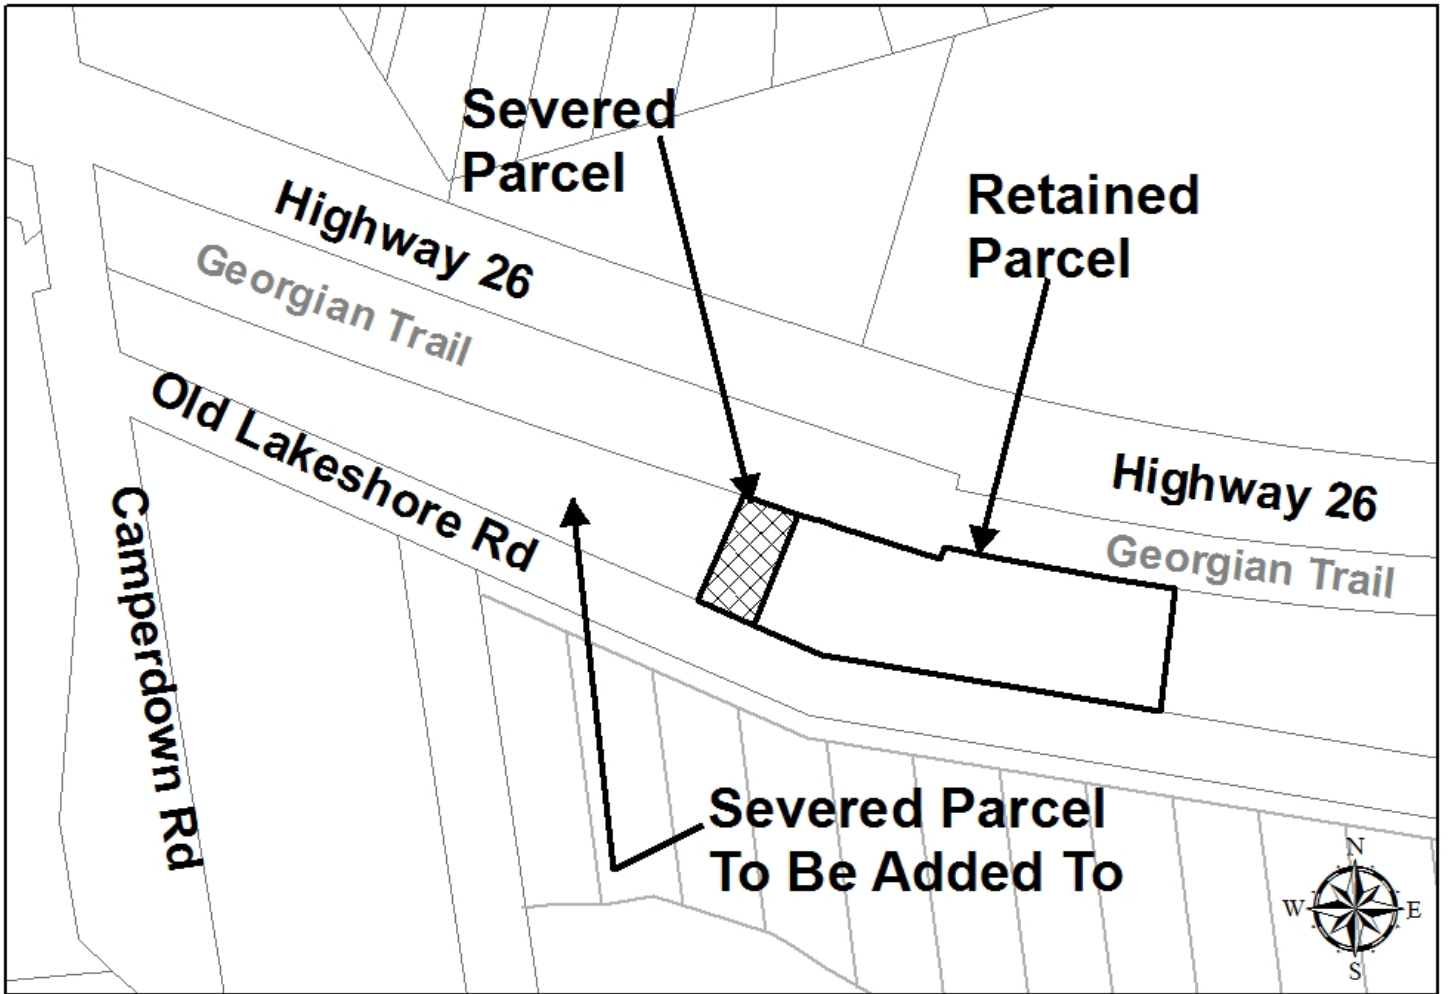 Severed
Parcel
Retained
Parcel
Highway 26
Georgian Trail
Old Lakeshore Rd
Highway 26
Georgian Trail
Camperdown Rd
Severed Parcel
To Be Added To
N
W E
S